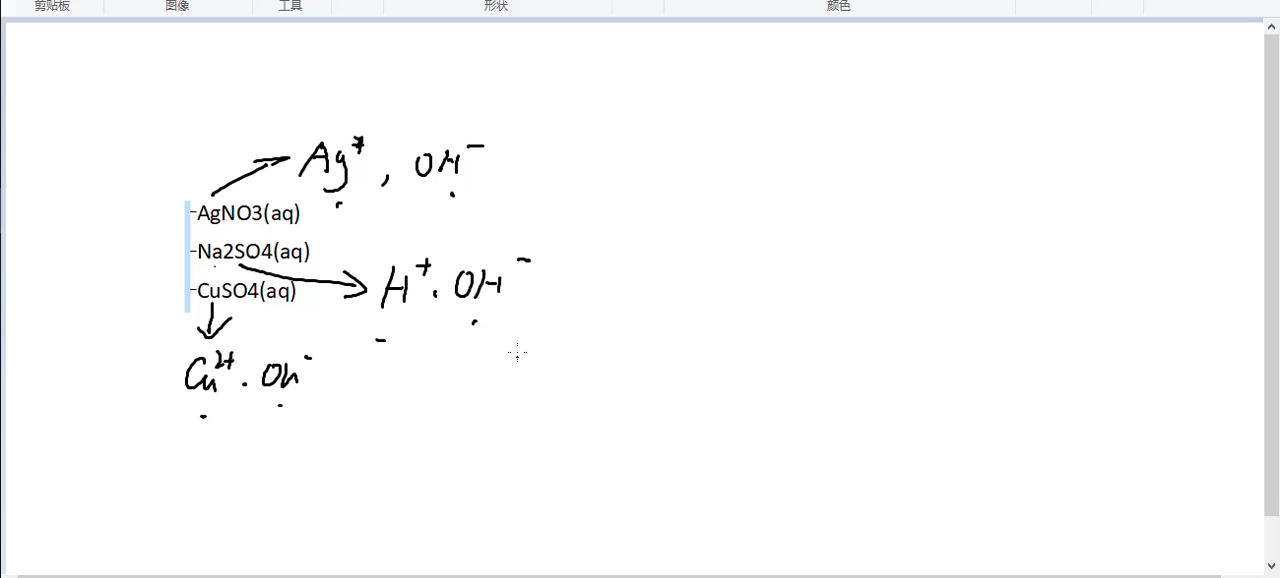 剪贴板 图像 工具 形状 颜色
Ag⁺, OH⁻
-AgNO3(aq)
-Na2SO4(aq)
H⁺. OH⁻
-CuSO4(aq)
Cu²⁺. Oh⁻